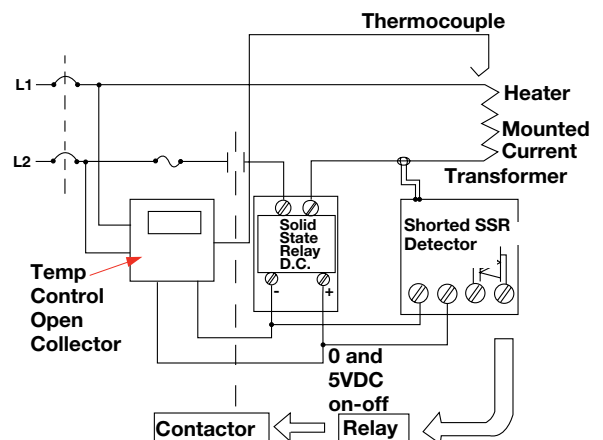 Thermocouple
L1
Heater
Mounted
Current
Transformer
L2
Solid
State
Relay
D.C.
-
+
Shorted SSR
Detector
Temp
Control
Open
Collector
0 and
5VDC
on-off
Contactor
Relay